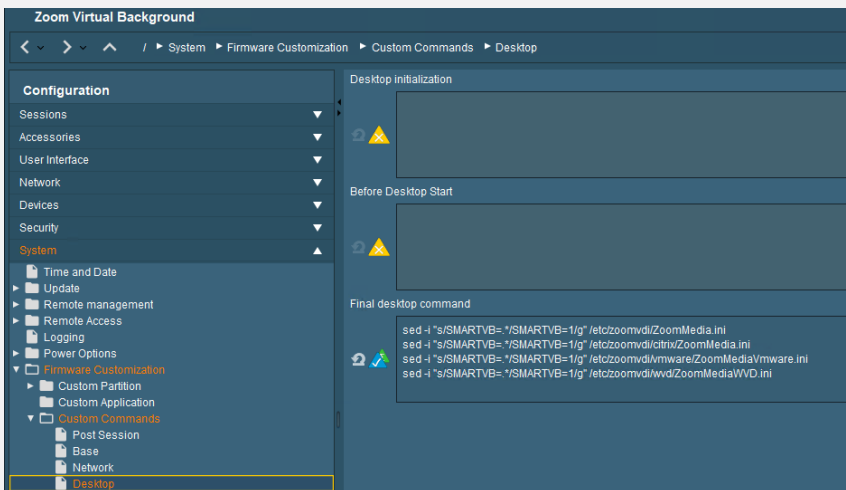 Zoom Virtual Background
/ System Firmware Customization Custom Commands Desktop
Configuration
Sessions
Accessories
User Interface
Network
Devices
Security
System
Time and Date
Update
Remote management
Remote Access
Logging
Power Options
Firmware Customization
Custom Partition
Custom Application
Custom Commands
Post Session
Base
Network
Desktop
Desktop initialization
Before Desktop Start
Final desktop command
sed -i "s/SMARTVB=.*/SMARTVB=1/g" /etc/zoomvdi/ZoomMedia.ini
sed -i "s/SMARTVB=.*/SMARTVB=1/g" /etc/zoomvdi/citrix/ZoomMedia.ini
sed -i "s/SMARTVB=.*/SMARTVB=1/g" /etc/zoomvdi/vmware/ZoomMediaVmware.ini
sed -i "s/SMARTVB=.*/SMARTVB=1/g" /etc/zoomvdi/wvd/ZoomMediaWVD.ini